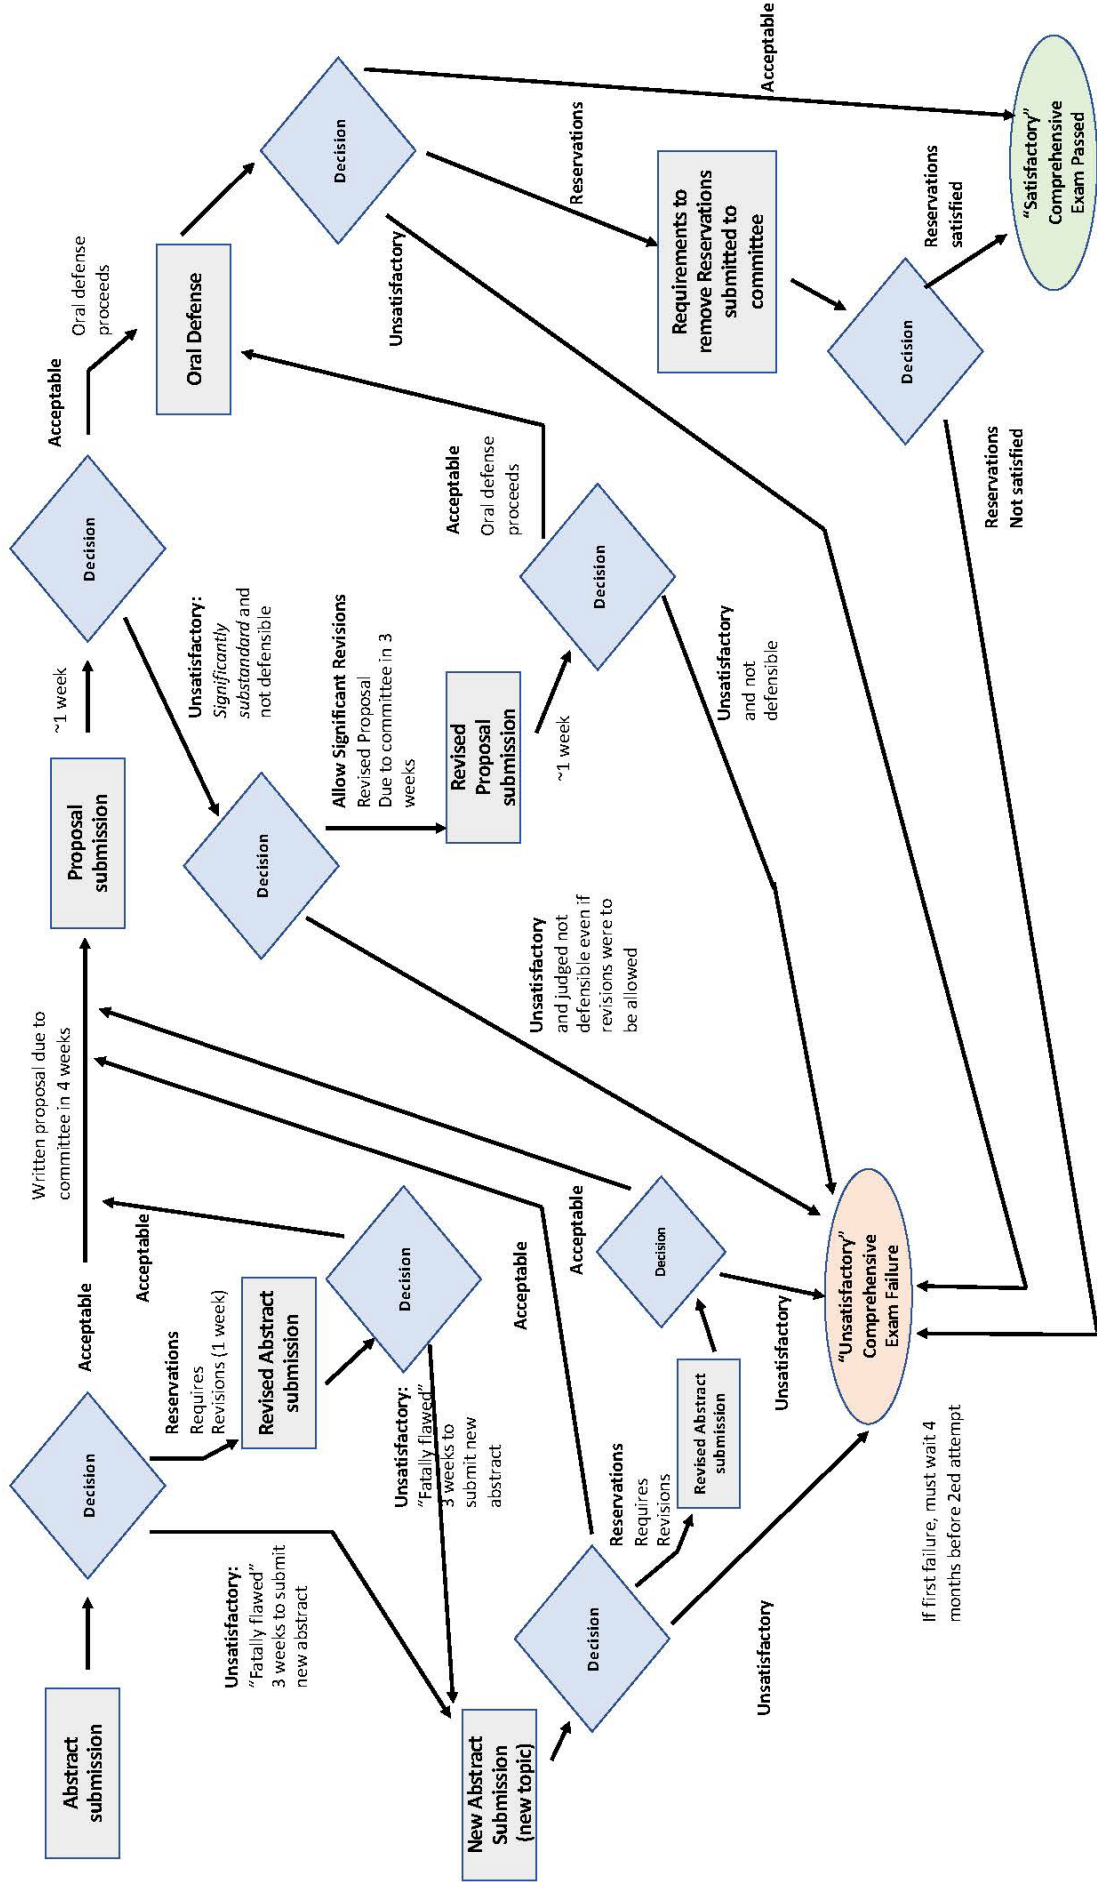 Abstract
submission
Decision
Acceptable
Written proposal due to
committee in 4 weeks
Proposal
submission
~1 week
Decision
Acceptable
Oral defense
proceeds
Oral Defense
Decision
Acceptable
Unsatisfactory:
"Fatally flawed"
3 weeks to submit
new abstract
Reservations
Requires
Revisions (1 week)
Revised Abstract
submission
Acceptable
Decision
Unsatisfactory:
"Fatally flawed"
3 weeks to
submit new
abstract
Unsatisfactory:
Significantly
substandard and
not defensible
Decision
Allow Significant Revisions
Revised Proposal
Due to committee in 3
weeks
Revised
Proposal
submission
~1 week
Decision
Acceptable
Oral defense
proceeds
Unsatisfactory
and not
defensible
Unsatisfactory
and judged not
defensible even if
revisions were to
be allowed
Unsatisfactory
Reservations
Requirements to
remove Reservations
submitted to
committee
Decision
Reservations
satisfied
Reservations
Not satisfied
New Abstract
Submission
(new topic)
Decision
Acceptable
Reservations
Requires
Revisions
Revised Abstract
submission
Decision
Acceptable
Unsatisfactory
Unsatisfactory
"Unsatisfactory"
Comprehensive
Exam Failure
If first failure, must wait 4
months before 2ed attempt
"Satisfactory"
Comprehensive
Exam Passed